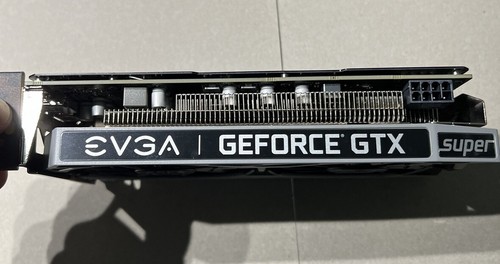 EVGA | GEFORCE® GTX super